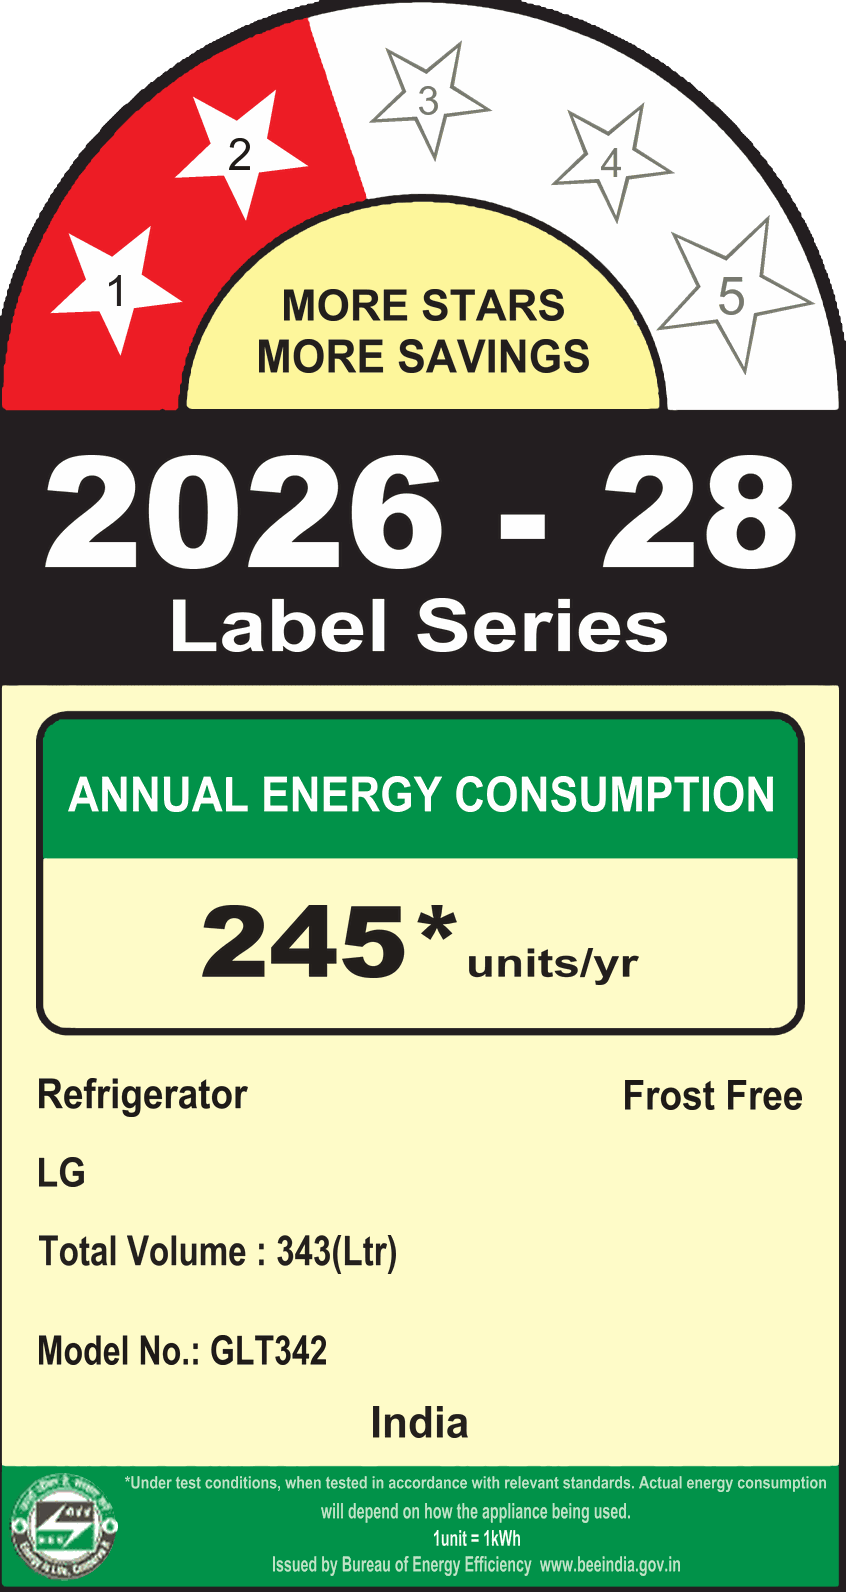 1
2
3
4
5
MORE STARS
MORE SAVINGS
2026 - 28
Label Series
ANNUAL ENERGY CONSUMPTION
245* units/yr
Refrigerator Frost Free
LG
Total Volume : 343(Ltr)
Model No.: GLT342
India
*Under test conditions, when tested in accordance with relevant standards. Actual energy consumption
will depend on how the appliance being used.
1unit = 1kWh
Issued by Bureau of Energy Efficiency www.beeindia.gov.in